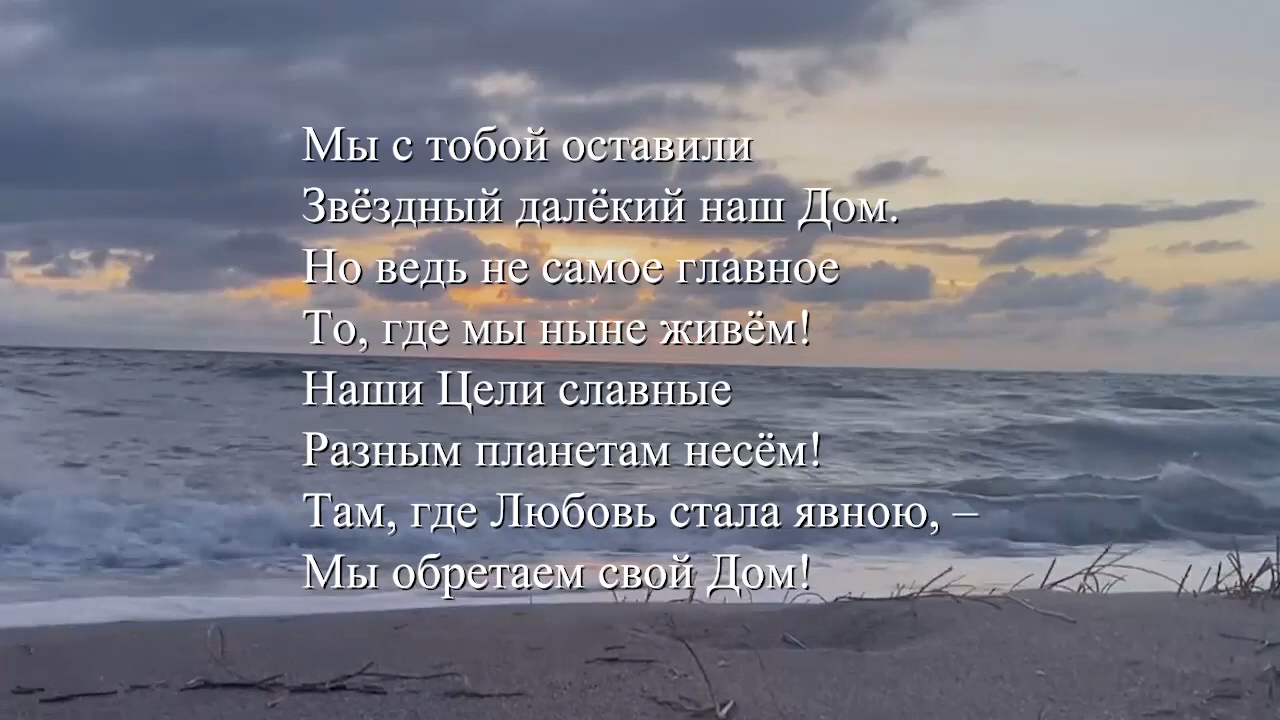 Мы с тобой оставили
Звёздный далёкий наш Дом.
Но ведь не самое главное
То, где мы ныне живём!
Наши Цели славные
Разным планетам несём!
Там, где Любовь стала явною, –
Мы обретаем свой Дом!